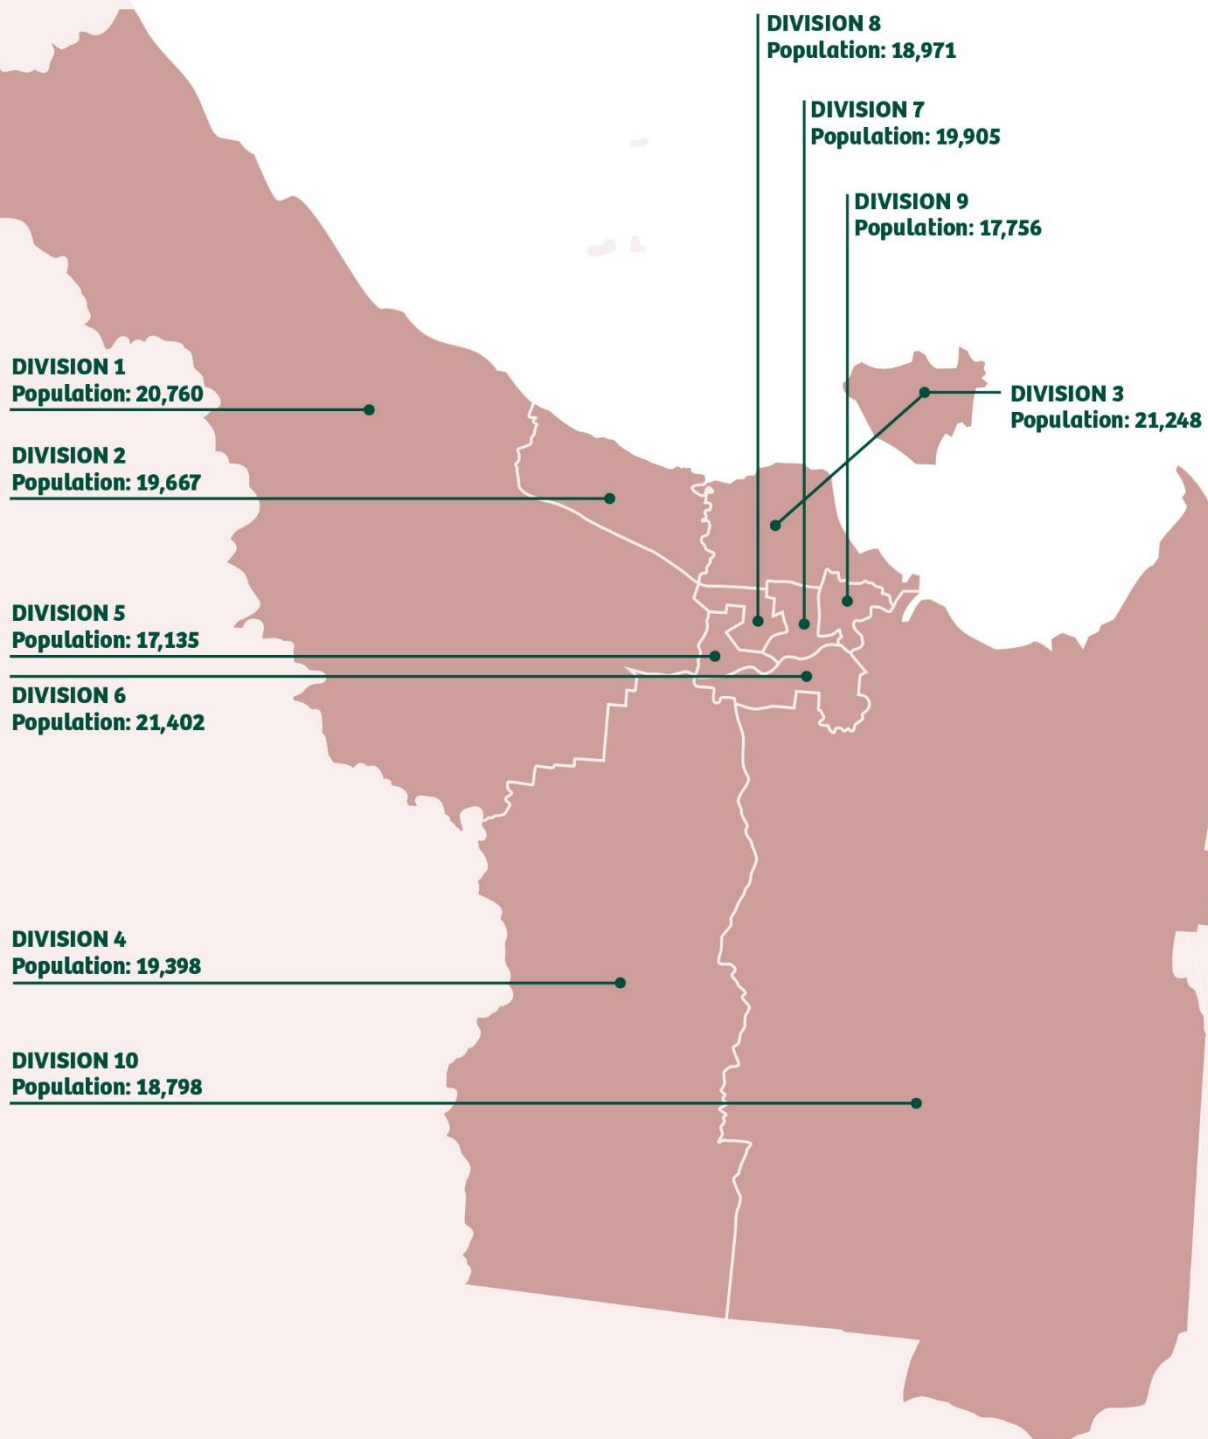 DIVISION 8
Population: 18,971
DIVISION 7
Population: 19,905
DIVISION 9
Population: 17,756
DIVISION 1
Population: 20,760
DIVISION 3
Population: 21,248
DIVISION 2
Population: 19,667
DIVISION 5
Population: 17,135
DIVISION 6
Population: 21,402
DIVISION 4
Population: 19,398
DIVISION 10
Population: 18,798